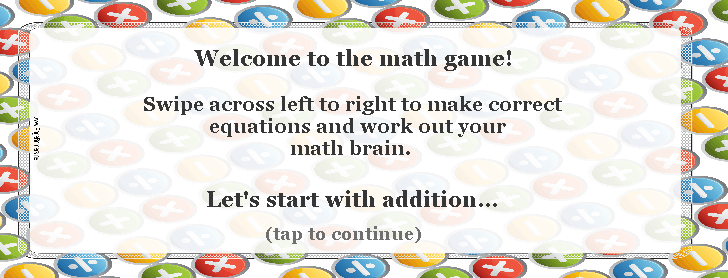 Welcome to the math game!
Swipe across left to right to make correct
equations and work out your
math brain.
Let's start with addition...
(tap to continue)